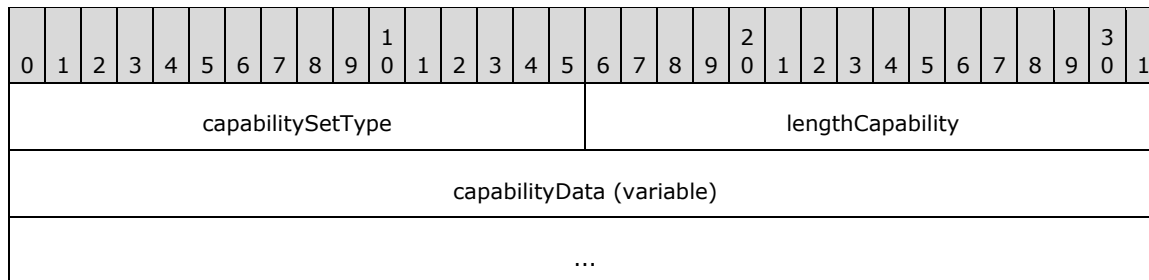 1 2 3
0 1 2 3 4 5 6 7 8 9 0 1 2 3 4 5 6 7 8 9 0 1 2 3 4 5 6 7 8 9 0 1
capabilitySetType lengthCapability
capabilityData (variable)
...